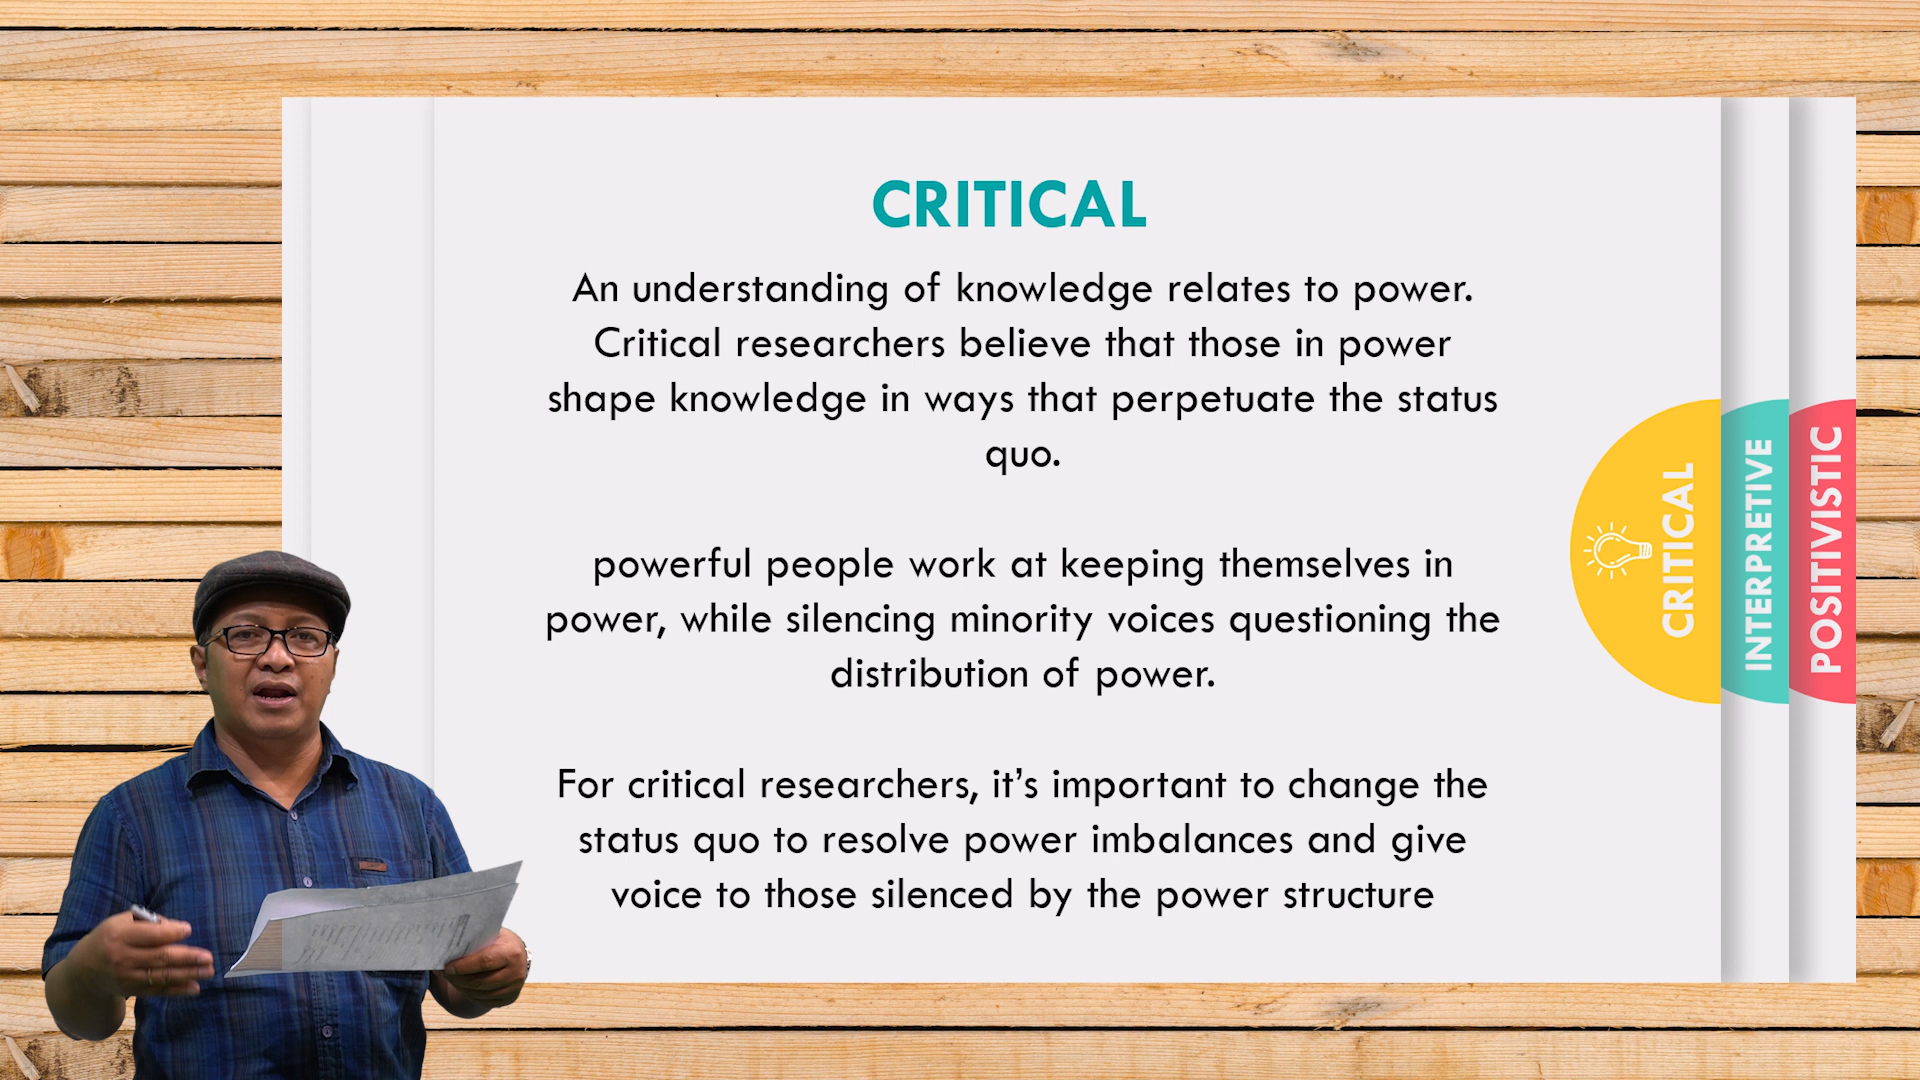 CRITICAL
An understanding of knowledge relates to power.
Critical researchers believe that those in power
shape knowledge in ways that perpetuate the status
quo.
powerful people work at keeping themselves in
power, while silencing minority voices questioning the
distribution of power.
For critical researchers, it’s important to change the
status quo to resolve power imbalances and give
voice to those silenced by the power structure
CRITICAL
INTERPRETIVE
POSITIVISTIC